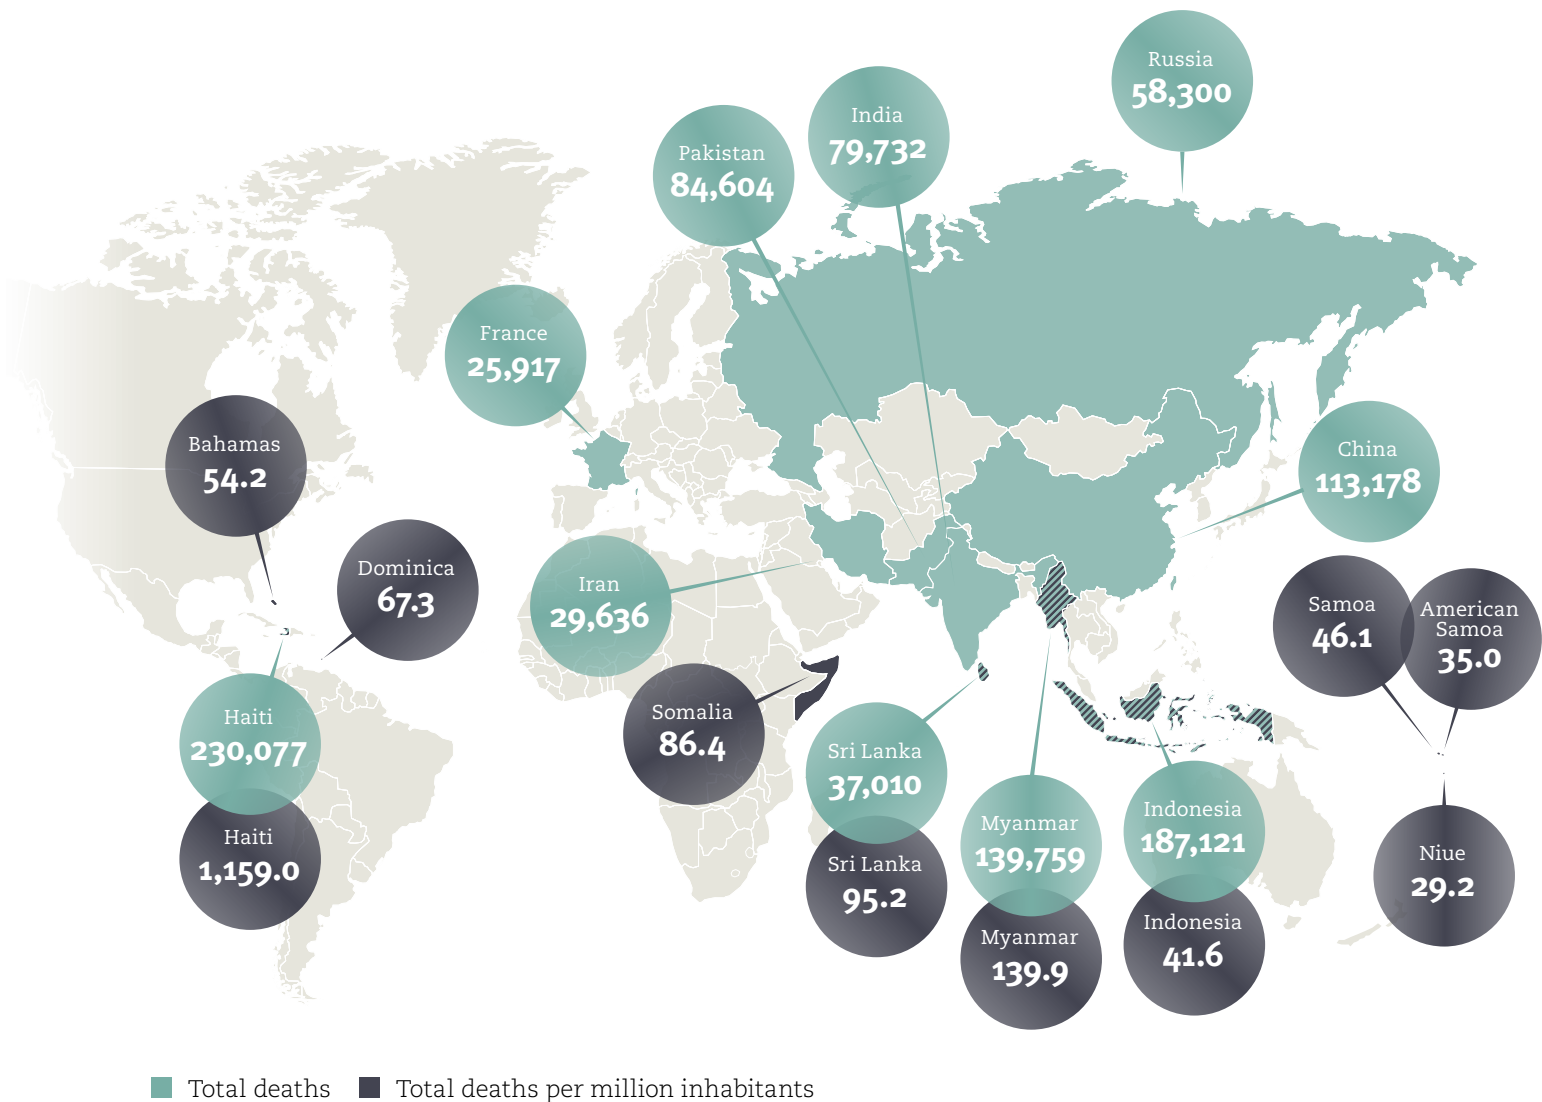 Russia
58,300
India
79,732
Pakistan
84,604
France
25,917
Bahamas
54.2
China
113,178
Dominica
67.3
Iran
29,636
Samoa
46.1
American
Samoa
35.0
Haiti
230,077
Somalia
86.4
Sri Lanka
37,010
Myanmar
139,759
Indonesia
187,121
Haiti
1,159.0
Sri Lanka
95.2
Niue
29.2
Myanmar
139.9
Indonesia
41.6
Total deaths
Total deaths per million inhabitants